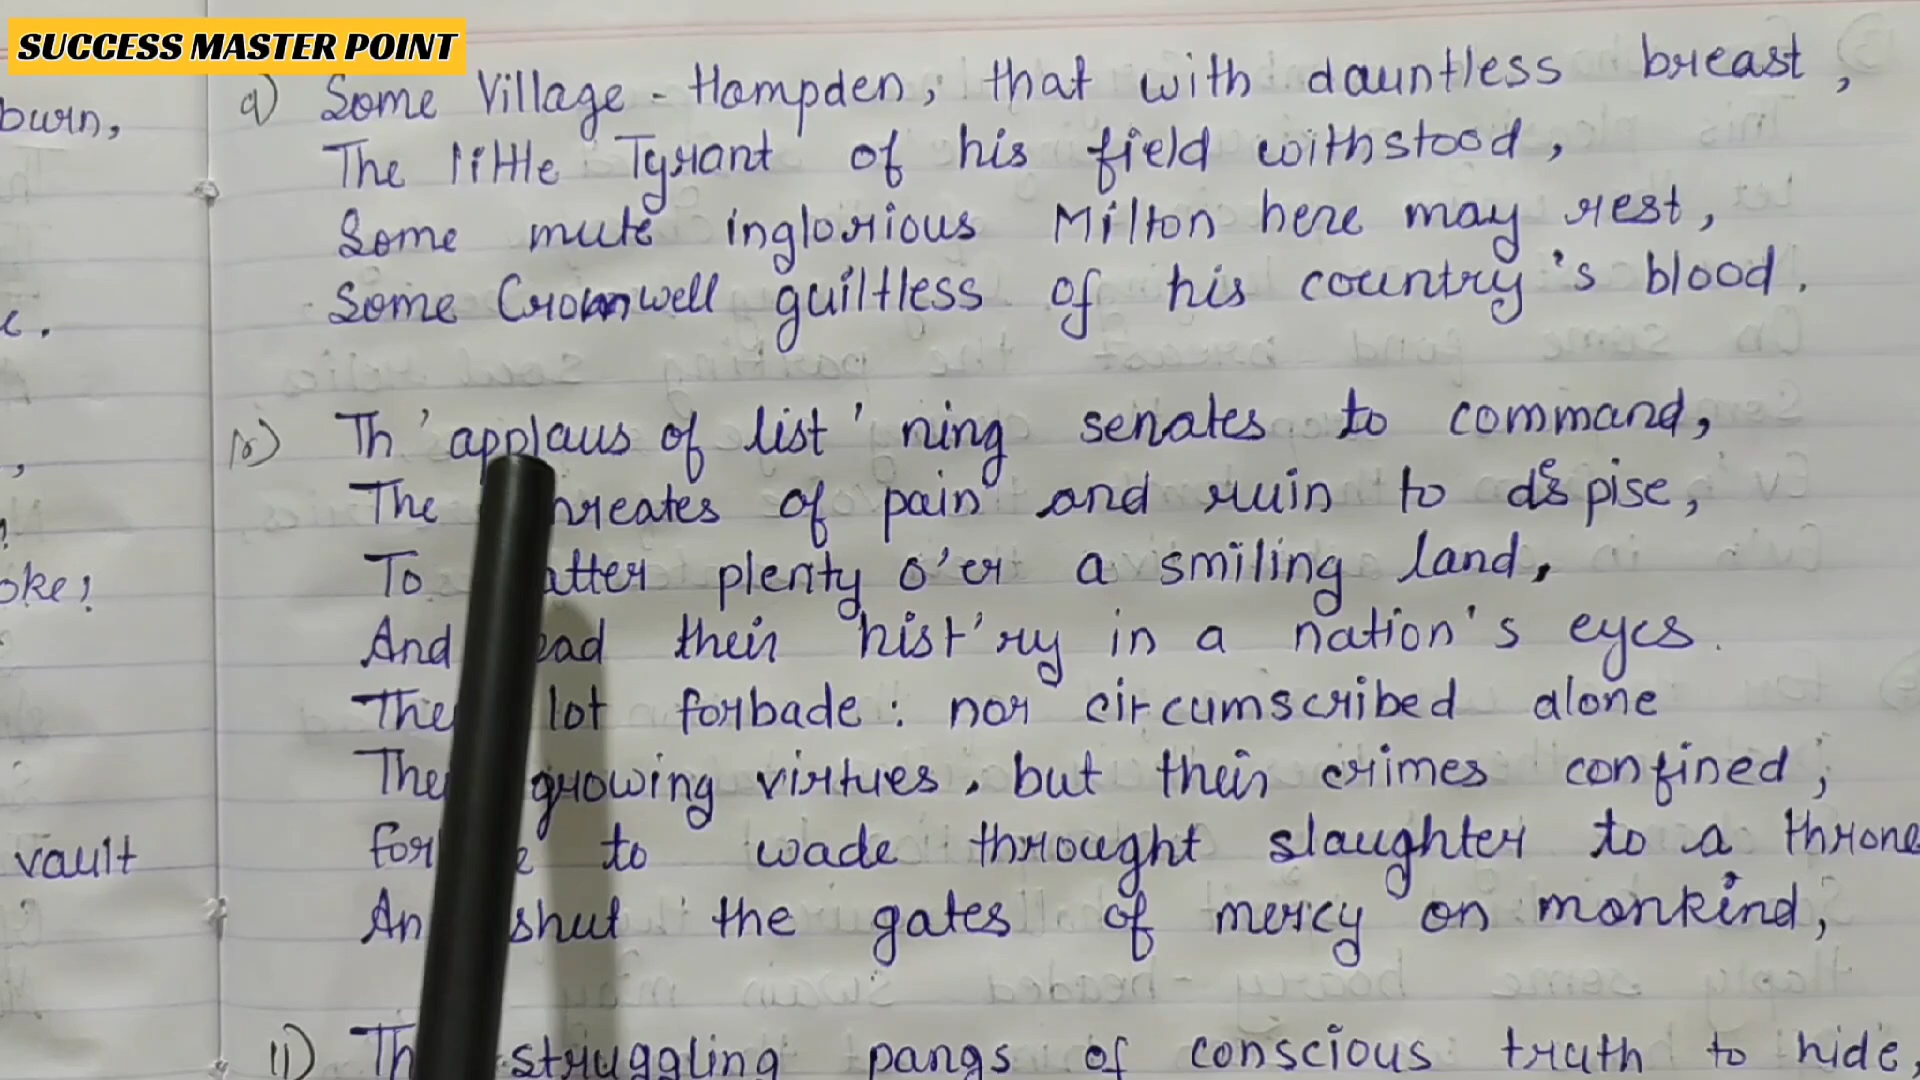 SUCCESS MASTER POINT
burn,
9) Some Village - Hampden, that with dauntless breast,
The little Tyrant of his field withstood,
Some mute inglorious Milton here may rest,
Some Cromwell guiltless of his country's blood.
10) Th' applaus of list'ning senates to command,
The hreates of pain and ruin to despise,
To atter plenty o'er a smiling land,
oke!
And ead their hist'ry in a nation's eyes.
The lot forbade: nor circumscribed alone
The growing virtues, but their crimes confined;
For e to wade throught slaughter to a throne
vault
An shut the gates of mercy on mankind,
11) Th struggling pangs of conscious truth to hide,